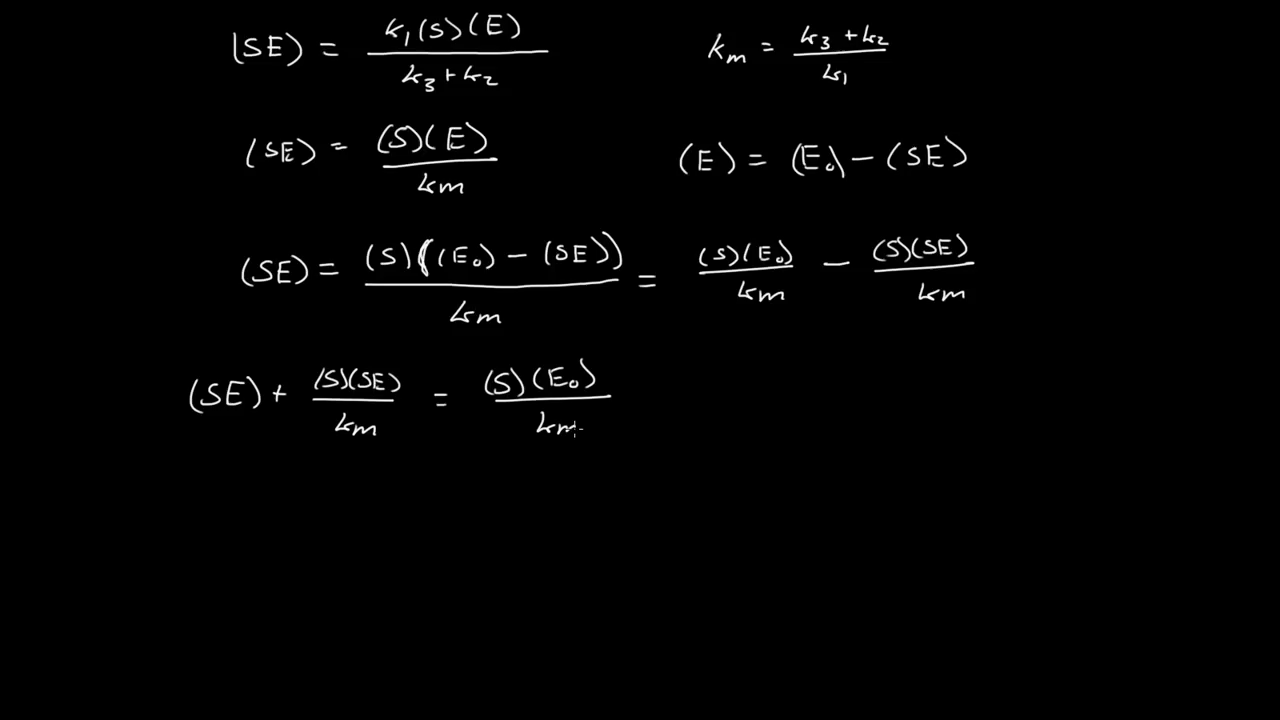 (SE) = k₁(S)(E) / k₃ + k₂    kₘ = k₃ + k₂ / k₁
(SE) = (S)(E) / km    (E) = (E₀) − (SE)
(SE) = (S)((E₀) − (SE)) / km = (S)(E₀) / km − (S)(SE) / km
(SE) + (S)(SE) / km = (S)(E₀) / km